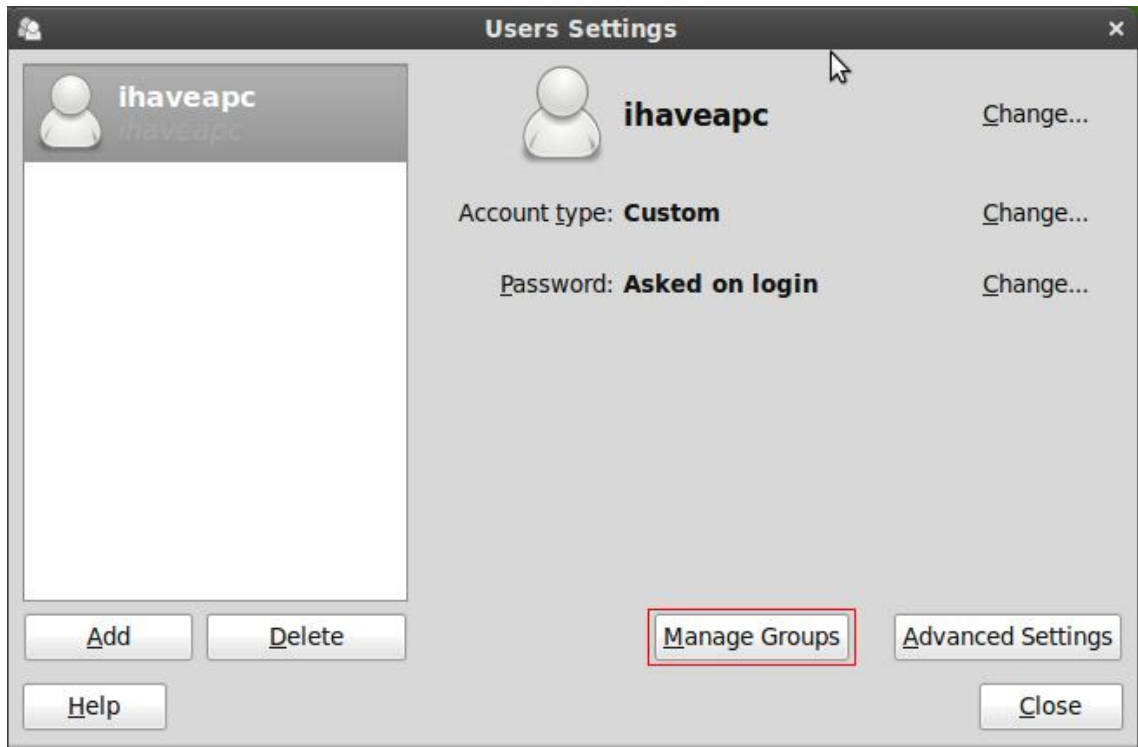 Users Settings
ihaveapc
ihaveapc
ihaveapc Change...
Account type: Custom Change...
Password: Asked on login Change...
Add Delete Manage Groups Advanced Settings
Help Close